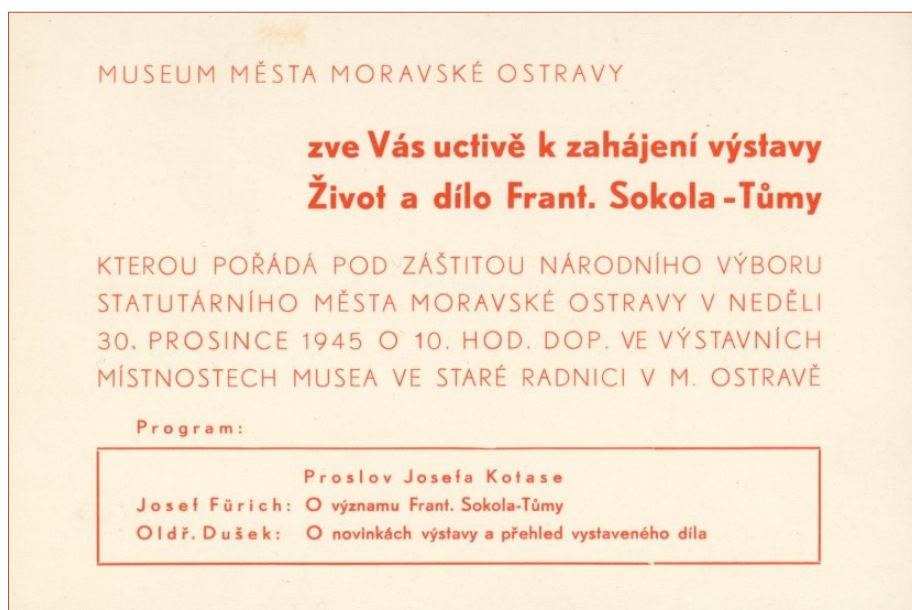 MUSEUM MĚSTA MORAVSKÉ OSTRAVY
zve Vás uctivě k zahájení výstavy
Život a dílo Frant. Sokola-Tůmy
KTEROU POŘÁDÁ POD ZÁŠTITOU NÁRODNÍHO VÝBORU
STATUTÁRNÍHO MĚSTA MORAVSKÉ OSTRAVY V NEDĚLI
30. PROSINCE 1945 O 10. HOD. DOP. VE VÝSTAVNÍCH
MÍSTNOSTECH MUSEA VE STARÉ RADNICI V M. OSTRAVĚ
Program:
Proslov Josefa Kotase
Josef Fürich: O významu Frant. Sokola-Tůmy
Oldř. Dušek: O novinkách výstavy a přehled vystaveného díla